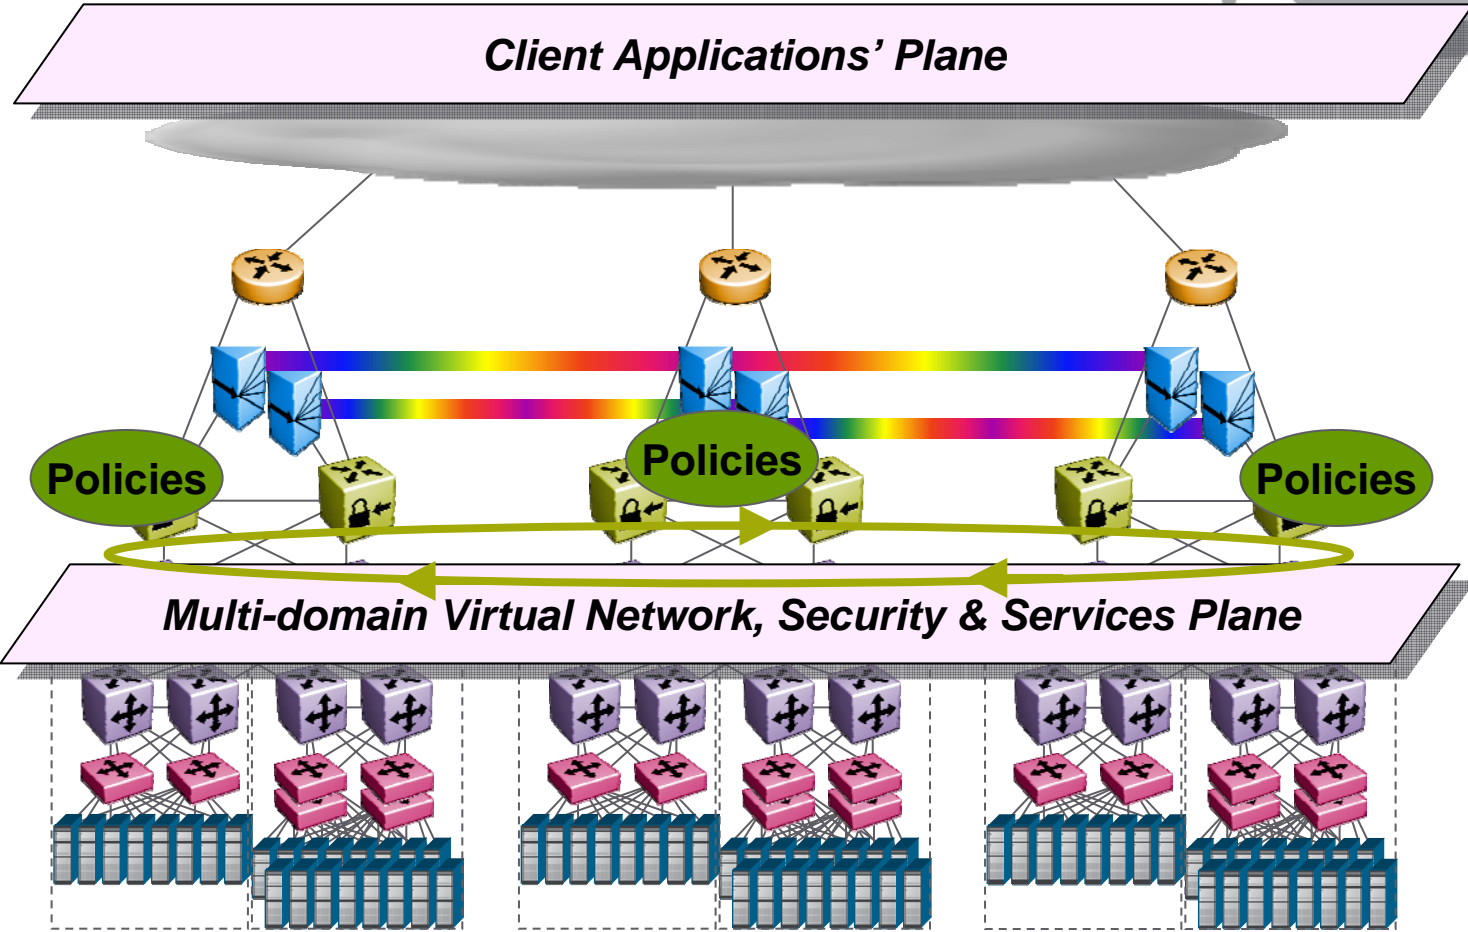 Client Applications’ Plane
Policies
Policies
Policies
Multi-domain Virtual Network, Security & Services Plane